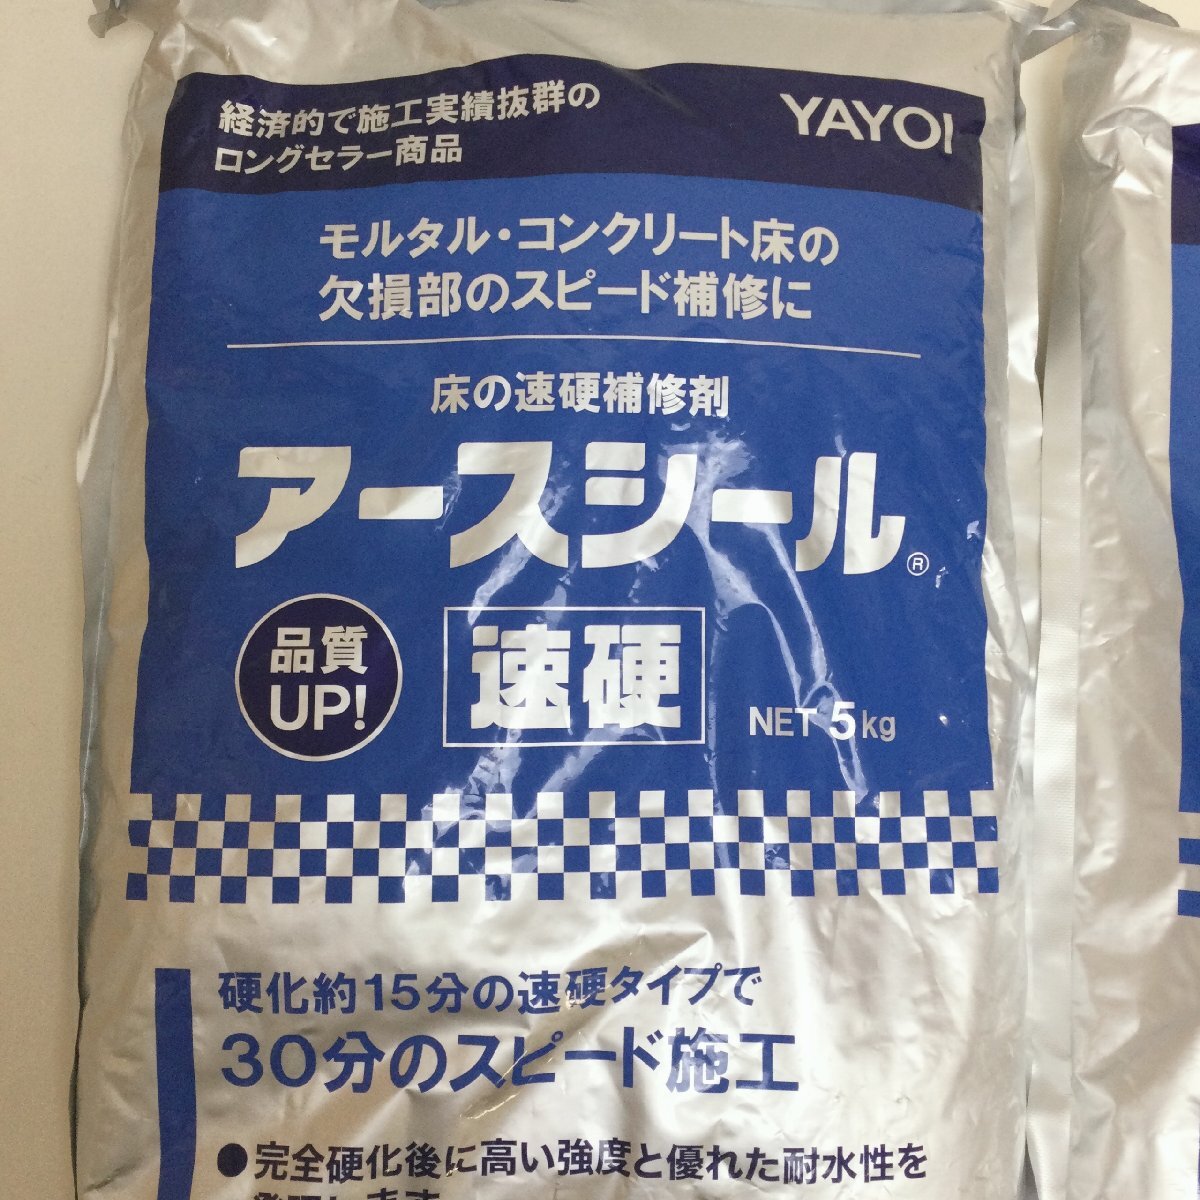 経済的で施工実績抜群の
ロングセラー商品
YAYOI
モルタル・コンクリート床の
欠損部のスピード補修に
床の速硬補修剤
アースシール®
品質
UP!
速硬
NET 5kg
硬化約15分の速硬タイプで
30分のスピード施工
●完全硬化後に高い強度と優れた耐水性を